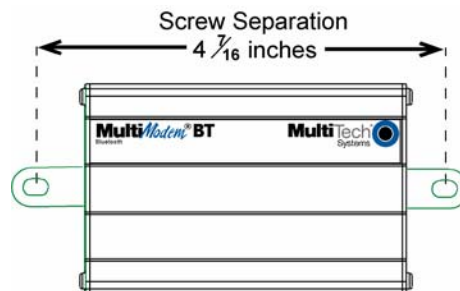 Screw Separation
4 7/16 inches
MultiModem® BT
Bluetooth
MultiTech
Systems